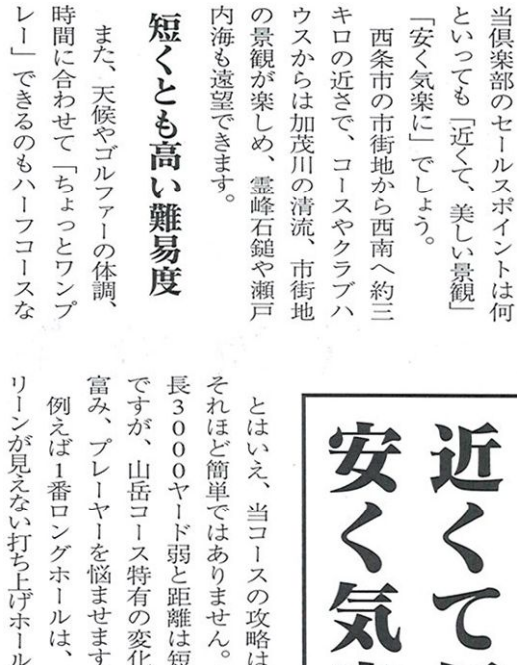 当倶楽部のセールスポイントは何
といっても「近くて、美しい景観」
「安く気楽に」でしょう。
西条市の市街地から西南へ約三
キロの近さで、コースやクラブハ
ウスからは加茂川の清流、市街地
の景観が楽しめ、霊峰石鎚や瀬戸
内海も遠望できます。
短くとも高い難易度
また、天候やゴルファーの体調、
時間に合わせて「ちょっとワンプ
レー」できるのもハーフコースな
近くて
安く気
とはいえ、当コースの攻略は
それほど簡単ではありません。
長3000ヤード弱と距離は短
ですが、山岳コース特有の変化
富み、プレーヤーを悩ませます
例えば1番ロングホールは、
リーンが見えない打ち上げホール